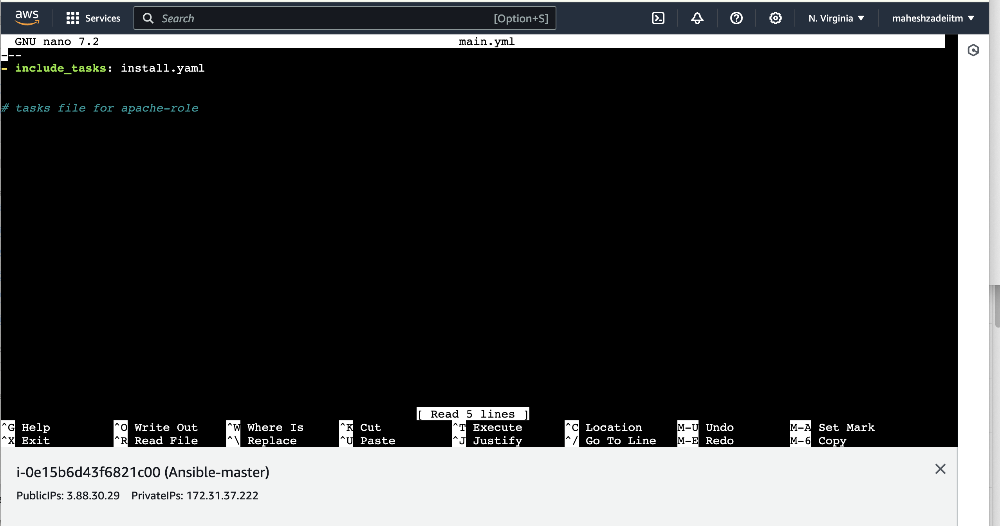 aws Services Search [Option+S] N. Virginia maheshzadeiitm
GNU nano 7.2 main.yml
---
- include_tasks: install.yaml
# tasks file for apache-role
[ Read 5 lines ]
^G Help ^O Write Out ^W Where Is ^K Cut ^T Execute ^C Location M-U Undo M-A Set Mark
^X Exit ^R Read File ^\ Replace ^U Paste ^J Justify ^/ Go To Line M-E Redo M-6 Copy
i-0e15b6d43f6821c00 (Ansible-master)
PublicIPs: 3.88.30.29 PrivateIPs: 172.31.37.222